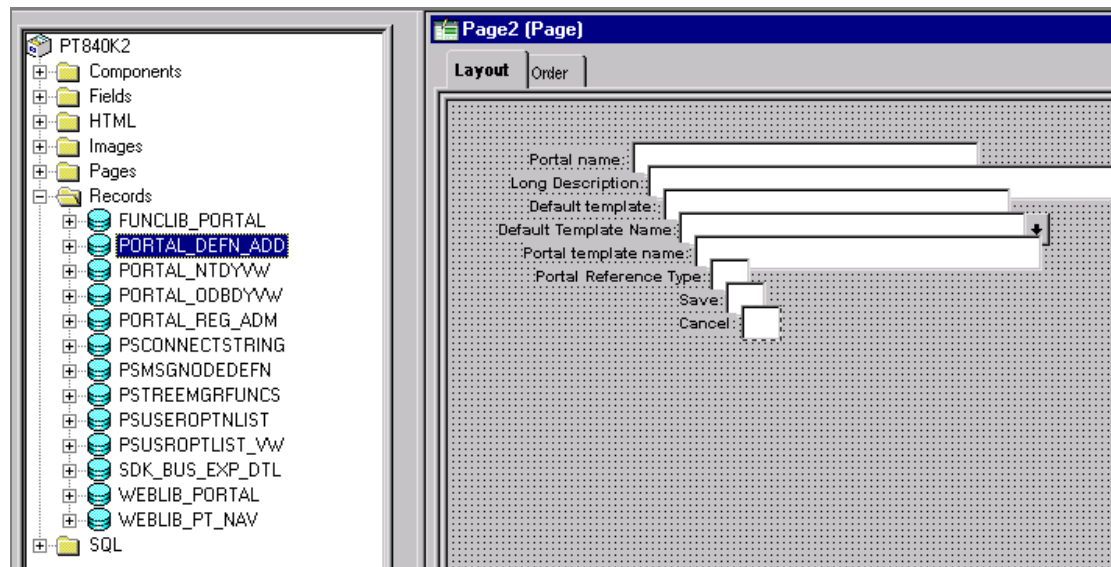 PT840K2
Components
Fields
HTML
Images
Pages
Records
FUNCLIB_PORTAL
PORTAL_DEFN_ADD
PORTAL_NTDYVW
PORTAL_ODBDYVW
PORTAL_REG_ADM
PSCONNECTSTRING
PSMSGNODEDEFN
PSTREEMGRFUNCS
PSUSEROPTNLIST
PSUSROPTLIST_VW
SDK_BUS_EXP_DTL
WEBLIB_PORTAL
WEBLIB_PT_NAV
SQL
Page2 (Page)
Layout Order
Portal name:
Long Description:
Default template:
Default Template Name:
Portal template name:
Portal Reference Type:
Save:
Cancel: